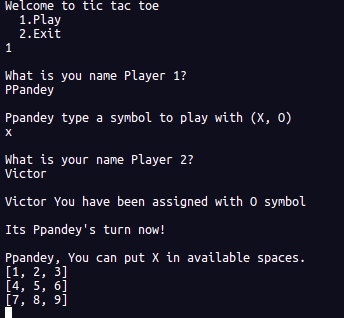 Welcome to tic tac toe
1.Play
2.Exit
1
What is you name Player 1?
PPandey
Ppandey type a symbol to play with (X, O)
x
What is your name Player 2?
Victor
Victor You have been assigned with O symbol
Its Ppandey's turn now!
Ppandey, You can put X in available spaces.
[1, 2, 3]
[4, 5, 6]
[7, 8, 9]